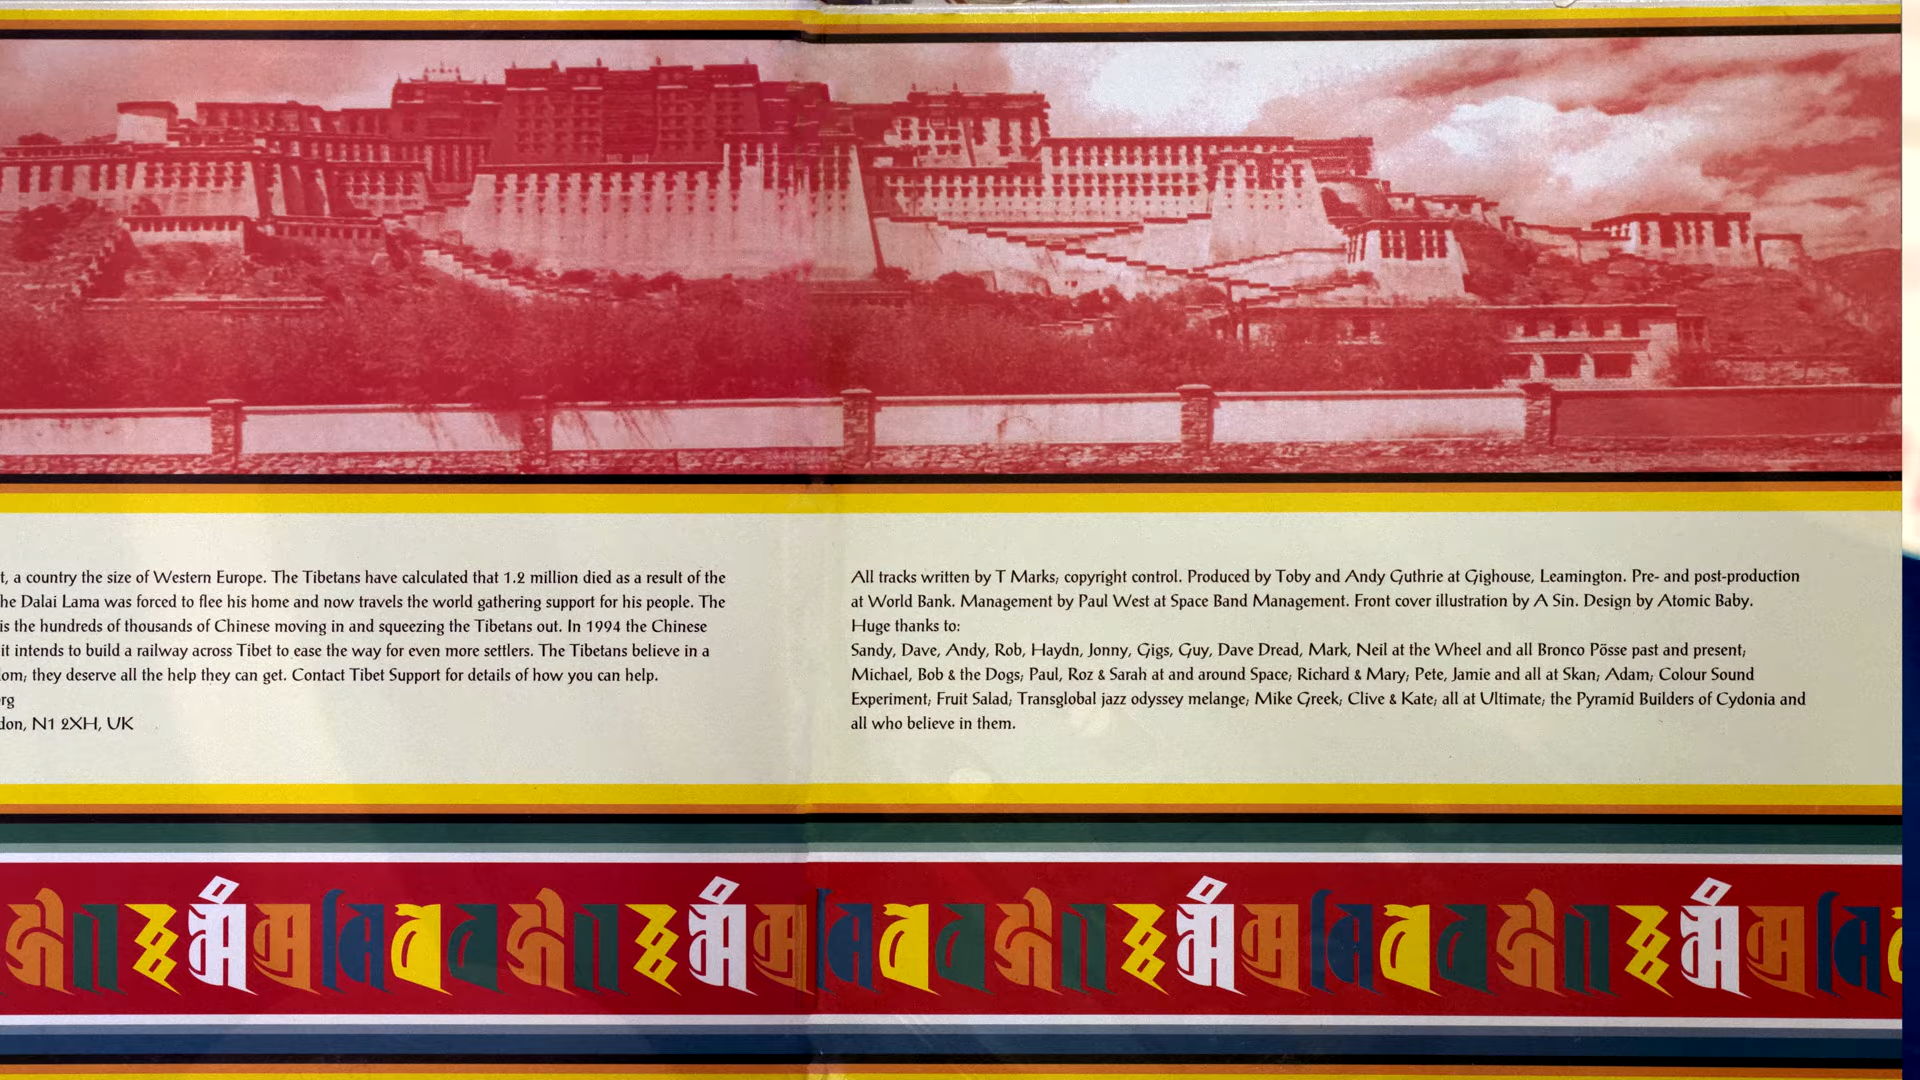 t, a country the size of Western Europe. The Tibetans have calculated that 1.2 million died as a result of the
he Dalai Lama was forced to flee his home and now travels the world gathering support for his people. The
is the hundreds of thousands of Chinese moving in and squeezing the Tibetans out. In 1994 the Chinese
it intends to build a railway across Tibet to ease the way for even more settlers. The Tibetans believe in a
om; they deserve all the help they can get. Contact Tibet Support for details of how you can help.
rg
don, N1 2XH, UK
All tracks written by T Marks; copyright control. Produced by Toby and Andy Guthrie at Gighouse, Leamington. Pre- and post-production
at World Bank. Management by Paul West at Space Band Management. Front cover illustration by A Sin. Design by Atomic Baby.
Huge thanks to:
Sandy, Dave, Andy, Rob, Haydn, Jonny, Gigs, Guy, Dave Dread, Mark, Neil at the Wheel and all Bronco Pösse past and present;
Michael, Bob & the Dogs; Paul, Roz & Sarah at and around Space; Richard & Mary; Pete, Jamie and all at Skan; Adam; Colour Sound
Experiment; Fruit Salad; Transglobal jazz odyssey melange; Mike Greek; Clive & Kate; all at Ultimate; the Pyramid Builders of Cydonia and
all who believe in them.